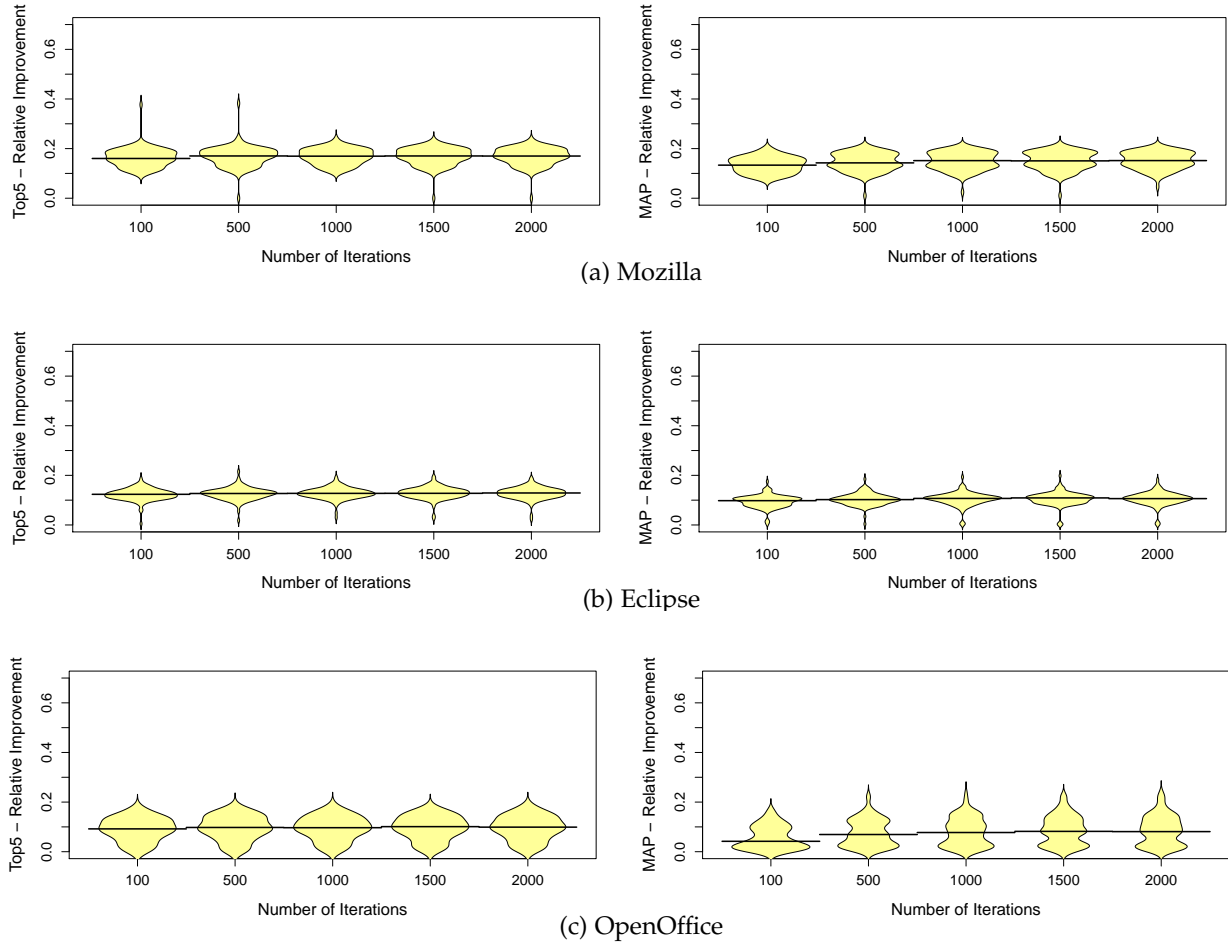 Top5 – Relative Improvement
0.0 0.2 0.4 0.6
100 500 1000 1500 2000
Number of Iterations
MAP – Relative Improvement
0.0 0.2 0.4 0.6
100 500 1000 1500 2000
Number of Iterations
(a) Mozilla
Top5 – Relative Improvement
0.0 0.2 0.4 0.6
100 500 1000 1500 2000
Number of Iterations
MAP – Relative Improvement
0.0 0.2 0.4 0.6
100 500 1000 1500 2000
Number of Iterations
(b) Eclipse
Top5 – Relative Improvement
0.0 0.2 0.4 0.6
100 500 1000 1500 2000
Number of Iterations
MAP – Relative Improvement
0.0 0.2 0.4 0.6
100 500 1000 1500 2000
Number of Iterations
(c) OpenOffice